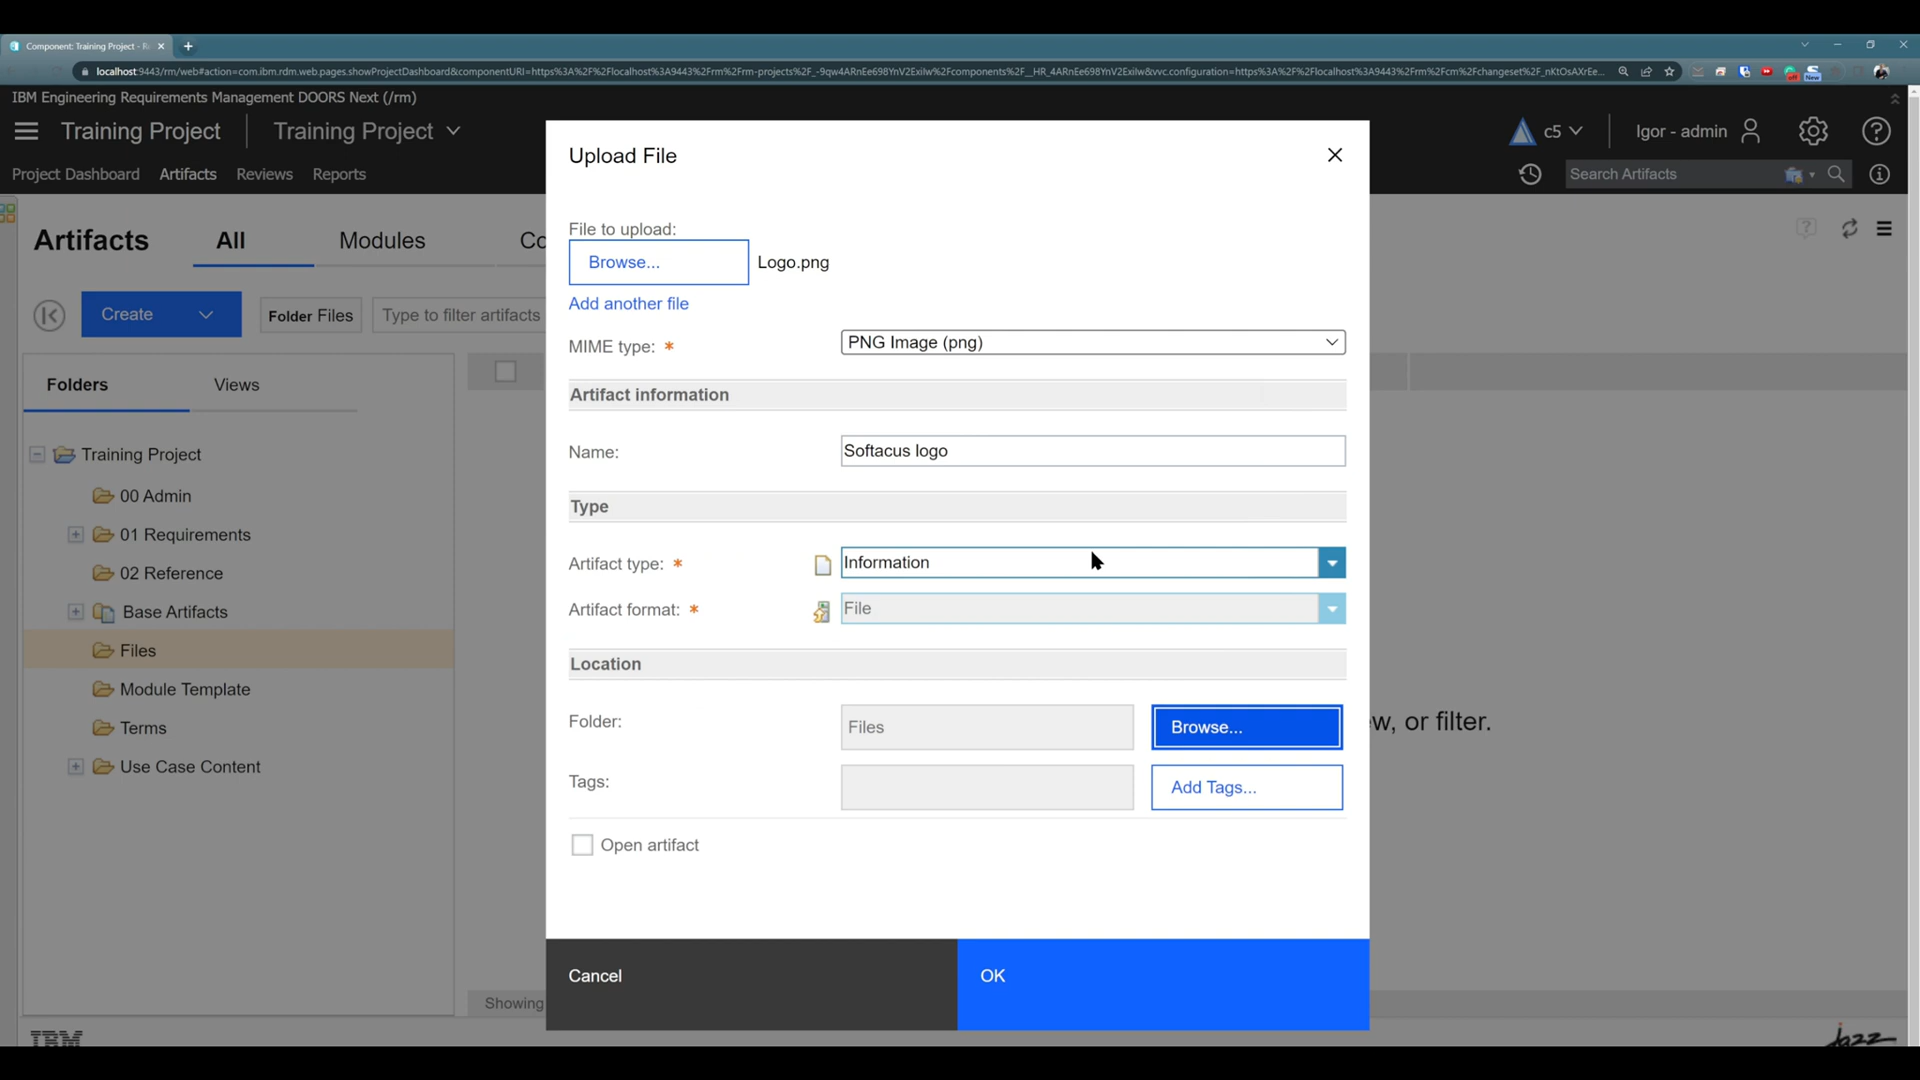 Component: Training Project - R
localhost:9443/rm/web#action=com.ibm.rdm.web.pages.showProjectDashboard&componentURI=https%3A%2F%2Flocalhost%3A9443%2Frm%2Frm-projects%2F_-9qw4ARnEe698YnV2Exilw%2Fcomponents%2F__HR_4ARnEe698YnV2Exilw&vvc.configuration=https%3A%2F%2Flocalhost%3A9443%2Frm%2Fcm%2Fchangeset%2F_nKtOsAXrEe...
IBM Engineering Requirements Management DOORS Next (/rm)
Training Project Training Project c5 Igor - admin
Project Dashboard Artifacts Reviews Reports Search Artifacts
Artifacts All Modules Co
Create Folder Files Type to filter artifacts
Folders Views
Training Project
00 Admin
01 Requirements
02 Reference
Base Artifacts
Files
Module Template
Terms
Use Case Content
Upload File
File to upload:
Browse... Logo.png
Add another file
MIME type: * PNG Image (png)
Artifact information
Name: Softacus logo
Type
Artifact type: * Information
Artifact format: * File
Location
Folder: Files Browse...
Tags: Add Tags...
Open artifact
Cancel OK
ew, or filter.
Showing
IBM
Jazz